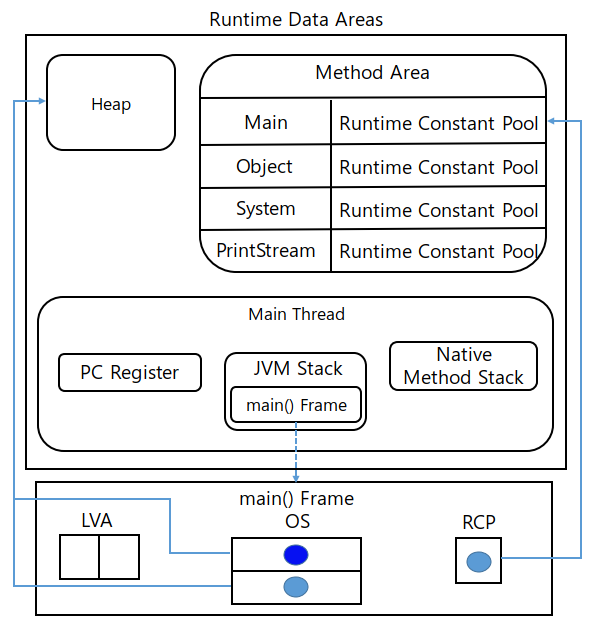 Runtime Data Areas
Heap
Method Area
Main Runtime Constant Pool
Object Runtime Constant Pool
System Runtime Constant Pool
PrintStream Runtime Constant Pool
Main Thread
PC Register
JVM Stack
main() Frame
Native
Method Stack
main() Frame
LVA
OS
RCP